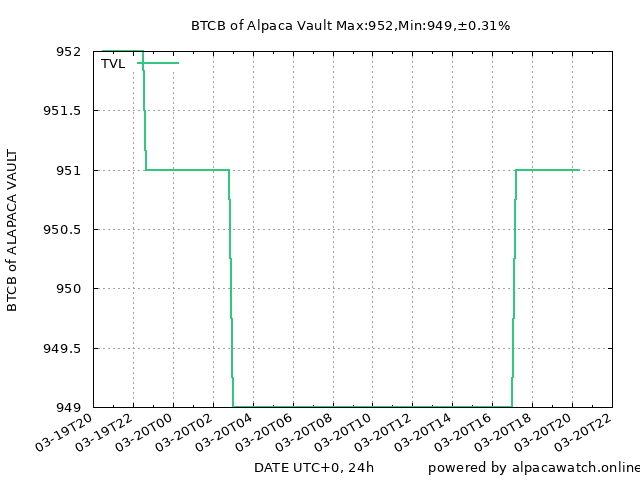 BTCB of Alpaca Vault Max:952,Min:949,±0.31%
952
TVL
951.5
951
950.5
950
949.5
949
BTCB of ALAPACA VAULT
03-19T20
03-19T22
03-20T00
03-20T02
03-20T04
03-20T06
03-20T08
03-20T10
03-20T12
03-20T14
03-20T16
03-20T18
03-20T20
03-20T22
DATE UTC+0, 24h
powered by alpacawatch.online